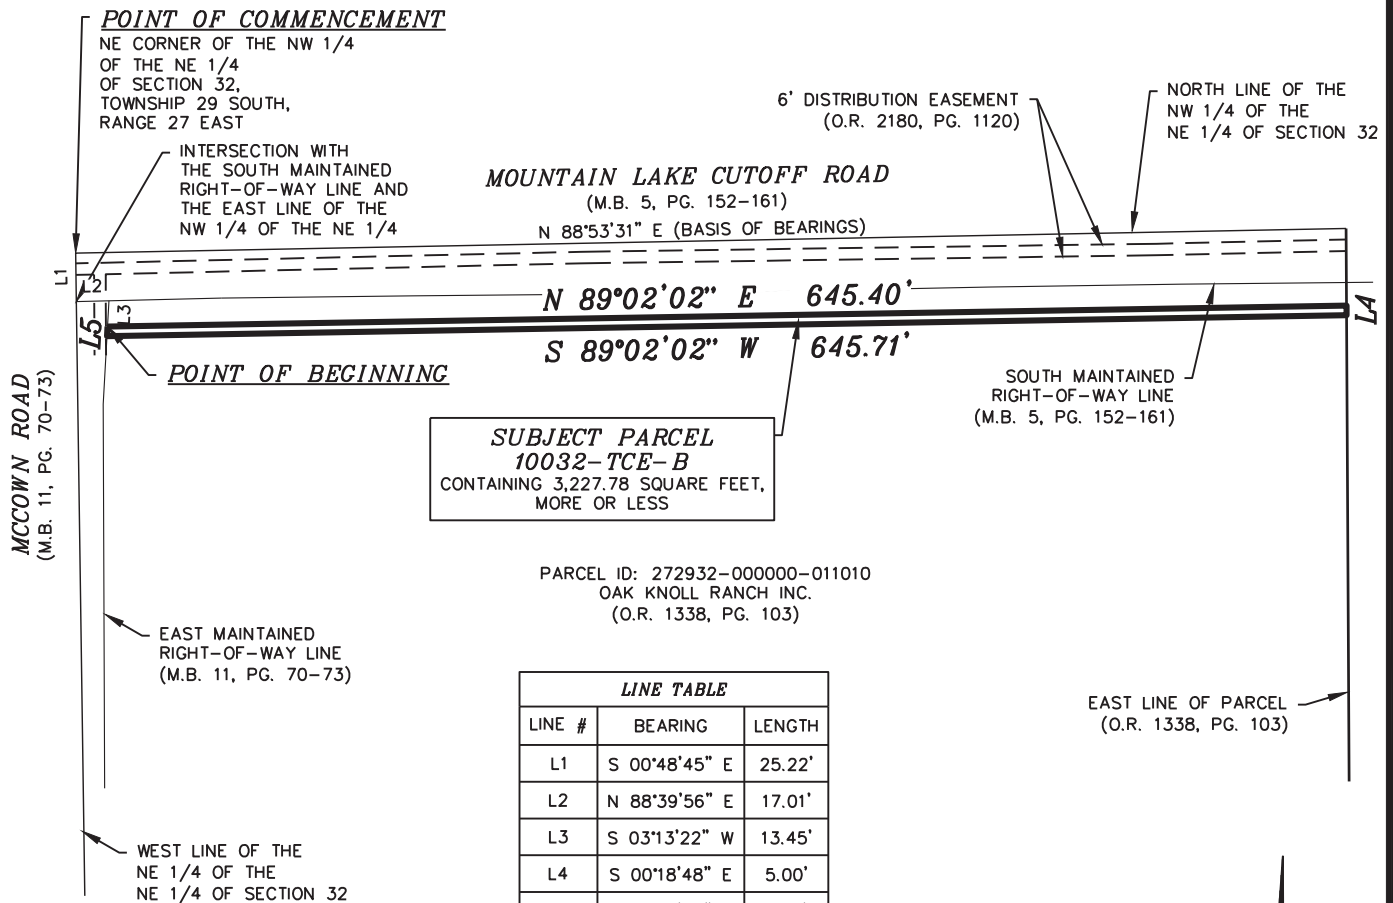 POINT OF COMMENCEMENT
NE CORNER OF THE NW 1/4
OF THE NE 1/4
OF SECTION 32,
TOWNSHIP 29 SOUTH,
RANGE 27 EAST
INTERSECTION WITH
THE SOUTH MAINTAINED
RIGHT-OF-WAY LINE AND
THE EAST LINE OF THE
NW 1/4 OF THE NE 1/4
MOUNTAIN LAKE CUTOFF ROAD
(M.B. 5, PG. 152-161)
N 88°53'31" E (BASIS OF BEARINGS)
6' DISTRIBUTION EASEMENT
(O.R. 2180, PG. 1120)
NORTH LINE OF THE
NW 1/4 OF THE
NE 1/4 OF SECTION 32
L1
L2
L3
L5
L4
N 89°02'02" E 645.40'
S 89°02'02" W 645.71'
POINT OF BEGINNING
SOUTH MAINTAINED
RIGHT-OF-WAY LINE
(M.B. 5, PG. 152-161)
MCCOWN ROAD
(M.B. 11, PG. 70-73)
SUBJECT PARCEL
10032-TCE-B
CONTAINING 3,227.78 SQUARE FEET,
MORE OR LESS
PARCEL ID: 272932-000000-011010
OAK KNOLL RANCH INC.
(O.R. 1338, PG. 103)
EAST MAINTAINED
RIGHT-OF-WAY LINE
(M.B. 11, PG. 70-73)
EAST LINE OF PARCEL
(O.R. 1338, PG. 103)
WEST LINE OF THE
NE 1/4 OF THE
NE 1/4 OF SECTION 32
LINE TABLE
LINE # BEARING LENGTH
L1 S 00°48'45" E 25.22'
L2 N 88°39'56" E 17.01'
L3 S 03°13'22" W 13.45'
L4 S 00°18'48" E 5.00'